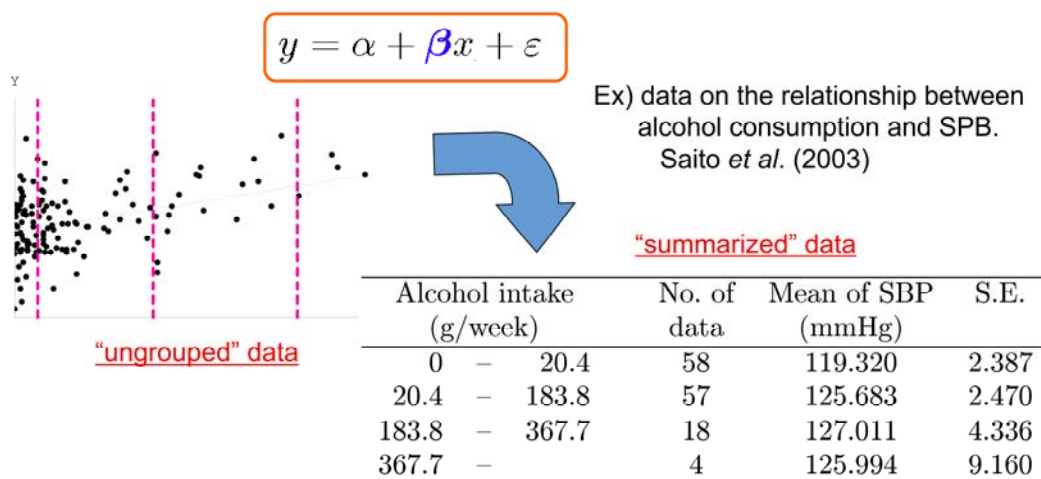 y = α + βx + ε
Y
Ex) data on the relationship between
alcohol consumption and SPB.
Saito et al. (2003)
"ungrouped" data
"summarized" data
Alcohol intake No. of Mean of SBP S.E.
(g/week) data (mmHg)
0 – 20.4 58 119.320 2.387
20.4 – 183.8 57 125.683 2.470
183.8 – 367.7 18 127.011 4.336
367.7 – 4 125.994 9.160